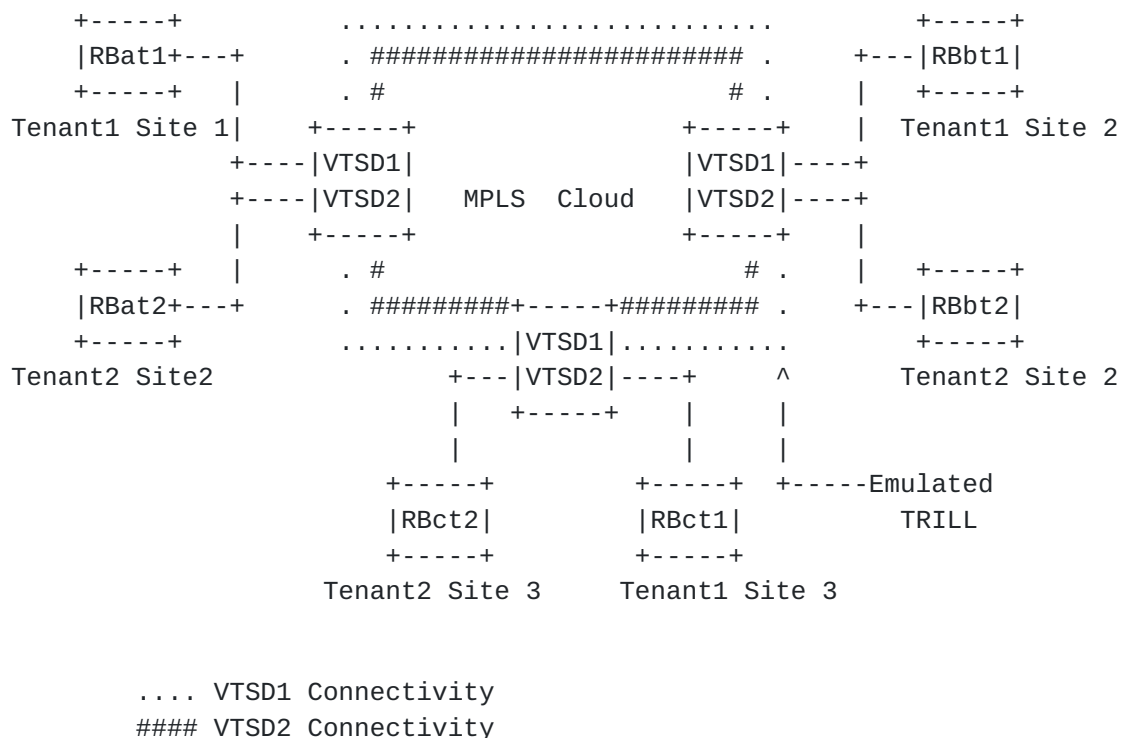 +-----+          ...........................         +-----+
    |RBat1+---+      . ######################## .     +---|RBbt1|
    +-----+   |      . #                      # .     |   +-----+
Tenant1 Site 1|    +-----+                 +-----+    |  Tenant1 Site 2
              +----|VTSD1|                 |VTSD1|----+
              +----|VTSD2|   MPLS  Cloud   |VTSD2|----+
              |    +-----+                 +-----+    |
    +-----+   |      . #                       # .    |   +-----+
    |RBat2+---+      . #########+-----+######### .    +---|RBbt2|
    +-----+          ...........|VTSD1|...........        +-----+
Tenant2 Site2               +---|VTSD2|----+     ^       Tenant2 Site 2
                            |   +-----+    |     |
                            |              |     |
                        +-----+         +-----+  +-----Emulated
                        |RBct2|         |RBct1|          TRILL
                        +-----+         +-----+
                    Tenant2 Site 3     Tenant1 Site 3
        .... VTSD1 Connectivity
        #### VTSD2 Connectivity